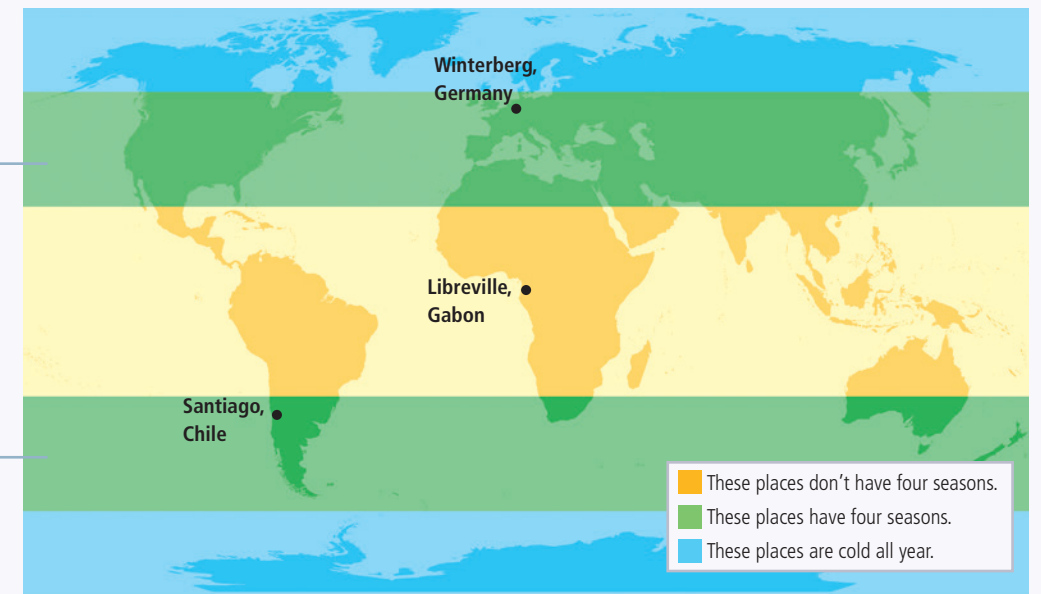 Winterberg,
Germany
Libreville,
Gabon
Santiago,
Chile
These places don't have four seasons.
These places have four seasons.
These places are cold all year.